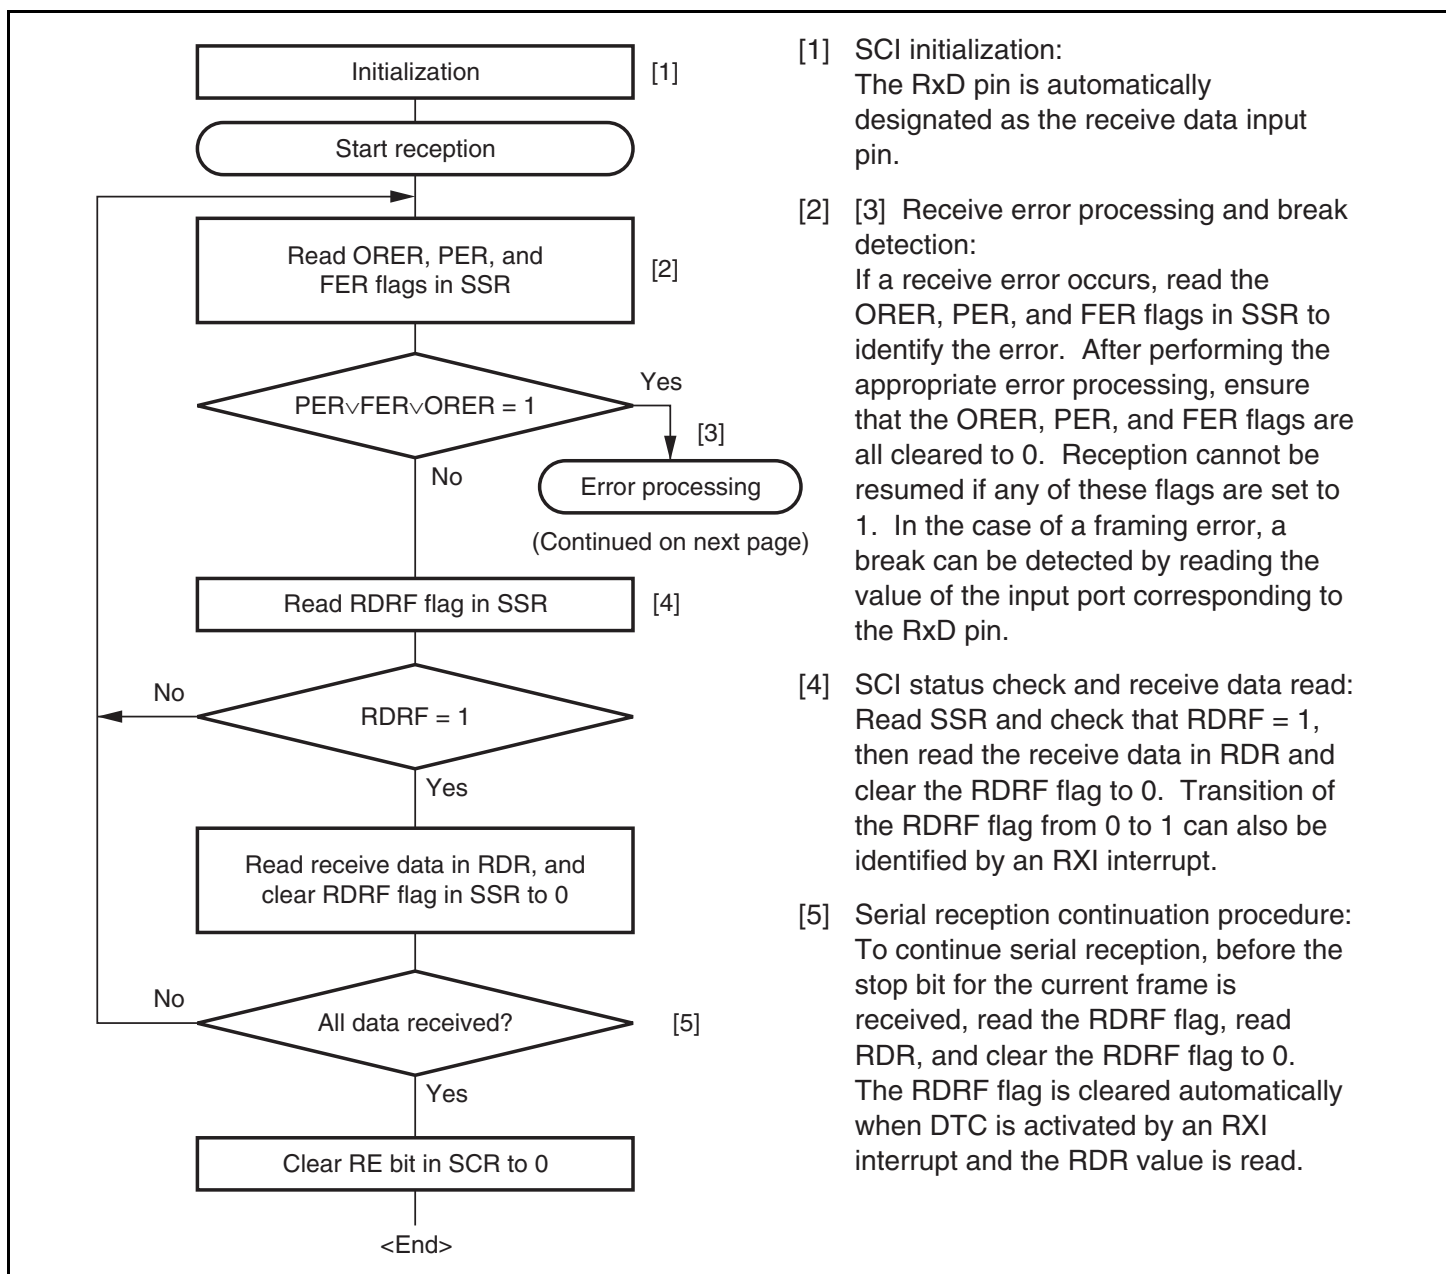 Initialization
[1]
Start reception
Read ORER, PER, and
FER flags in SSR
[2]
PER∨FER∨ORER = 1
Yes
[3]
No
Error processing
(Continued on next page)
Read RDRF flag in SSR
[4]
No
RDRF = 1
Yes
Read receive data in RDR, and
clear RDRF flag in SSR to 0
No
All data received?
[5]
Yes
Clear RE bit in SCR to 0
<End>
[1] SCI initialization:
The RxD pin is automatically
designated as the receive data input
pin.
[2] [3] Receive error processing and break
detection:
If a receive error occurs, read the
ORER, PER, and FER flags in SSR to
identify the error. After performing the
appropriate error processing, ensure
that the ORER, PER, and FER flags are
all cleared to 0. Reception cannot be
resumed if any of these flags are set to
1. In the case of a framing error, a
break can be detected by reading the
value of the input port corresponding to
the RxD pin.
[4] SCI status check and receive data read:
Read SSR and check that RDRF = 1,
then read the receive data in RDR and
clear the RDRF flag to 0. Transition of
the RDRF flag from 0 to 1 can also be
identified by an RXI interrupt.
[5] Serial reception continuation procedure:
To continue serial reception, before the
stop bit for the current frame is
received, read the RDRF flag, read
RDR, and clear the RDRF flag to 0.
The RDRF flag is cleared automatically
when DTC is activated by an RXI
interrupt and the RDR value is read.